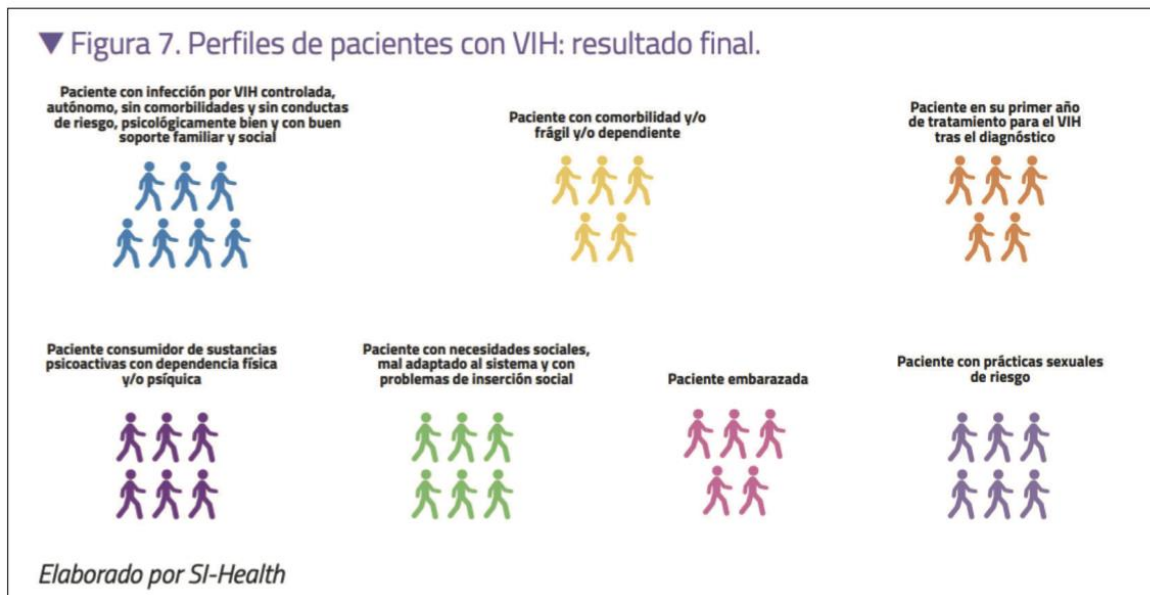 ▼ Figura 7. Perfiles de pacientes con VIH: resultado final.
Paciente con infección por VIH controlada,
autónomo, sin comorbilidades y sin conductas
de riesgo, psicológicamente bien y con buen
soporte familiar y social
Paciente con comorbilidad y/o
frágil y/o dependiente
Paciente en su primer año
de tratamiento para el VIH
tras el diagnóstico
Paciente consumidor de sustancias
psicoactivas con dependencia física
y/o psíquica
Paciente con necesidades sociales,
mal adaptado al sistema y con
problemas de inserción social
Paciente embarazada
Paciente con prácticas sexuales
de riesgo
Elaborado por SI-Health